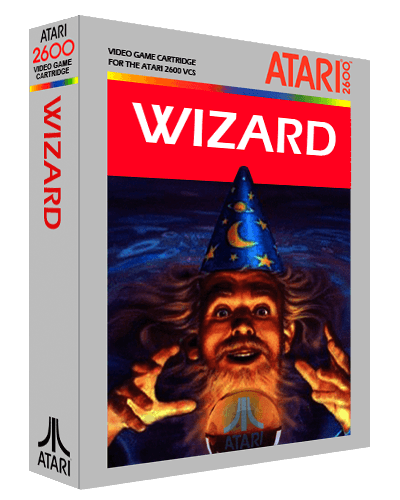 ATARI
2600
VIDEO GAME
CARTRIDGE
WIZARD
ATARI
VIDEO GAME CARTRIDGE
FOR THE ATARI 2600 VCS
ATARI
2600
WIZARD
ATARI